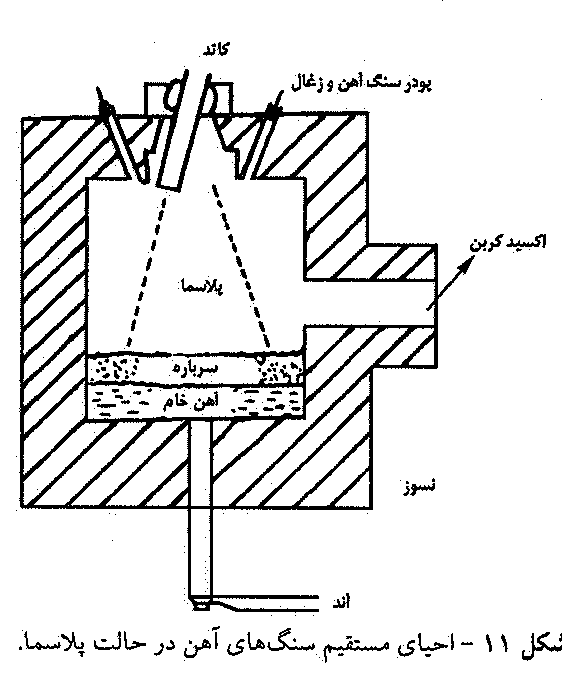 کاتد
پودر سنگ آهن و زغال
اکسید کربن
پلاسما
سرباره
آهن خام
نسوز
آند
شکل ۱۱ - احیای مستقیم سنگ‌های آهن در حالت پلاسما.